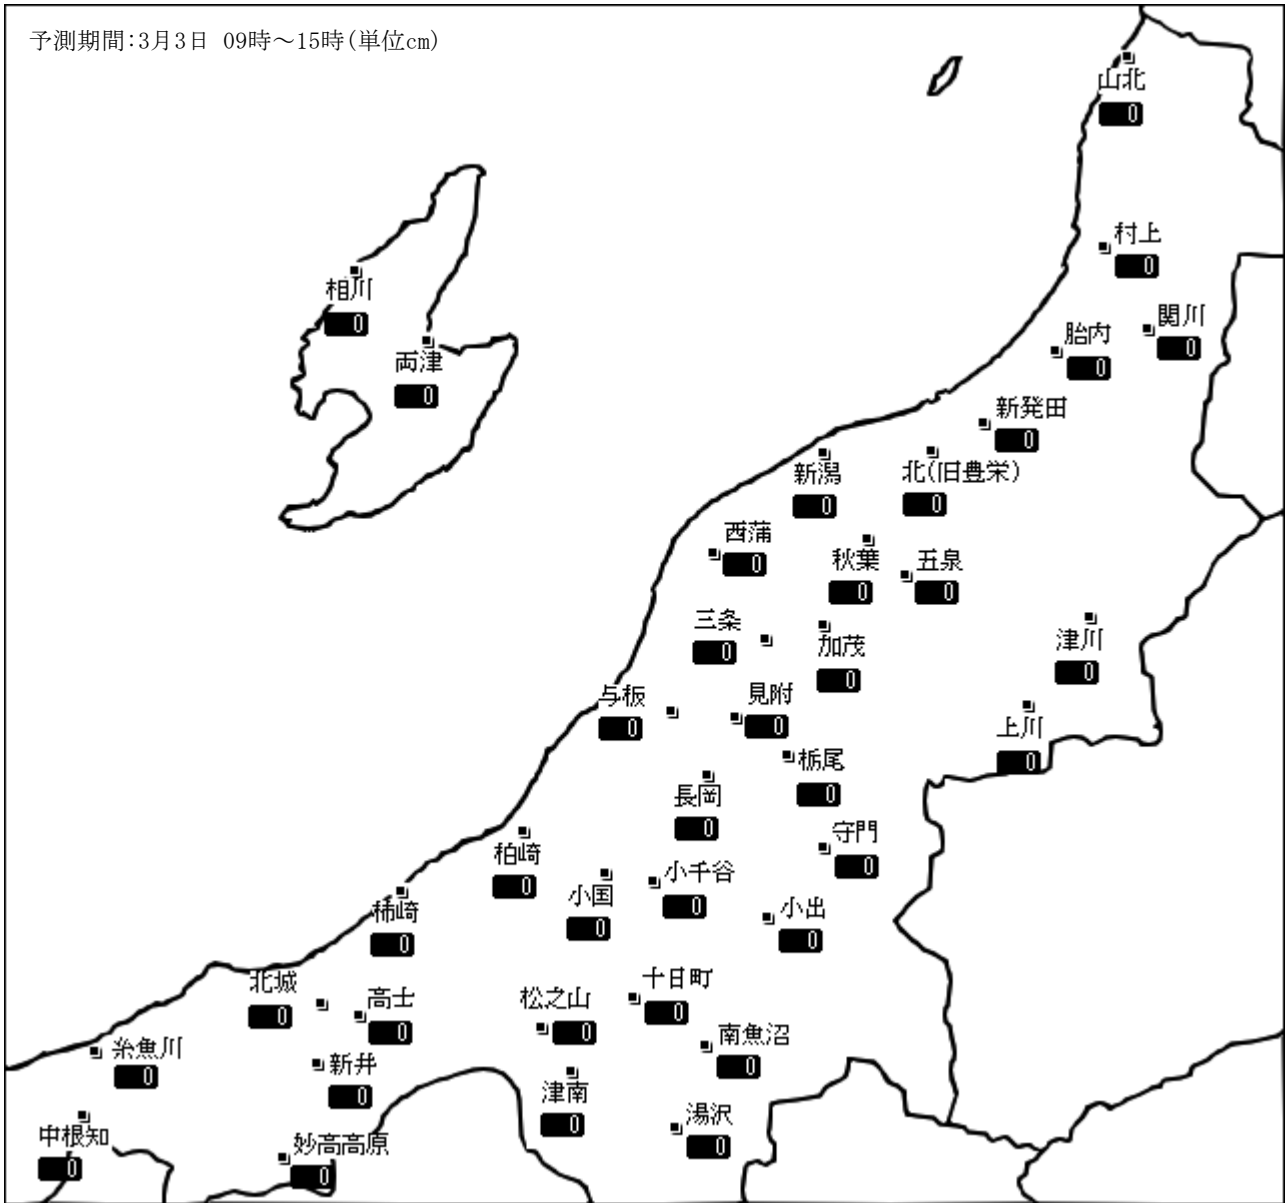 予測期間:3月3日 09時～15時(単位cm)
山北
0
村上
0
相川
0
関川
0
胎内
0
両津
0
新発田
0
新潟
0
北(旧豊栄)
0
西蒲
0
秋葉
0
五泉
0
三条
0
加茂
0
津川
0
与板
0
見附
0
上川
0
栃尾
0
長岡
0
守門
0
柏崎
0
小千谷
0
小国
0
小出
0
柿崎
0
北城
0
高士
0
松之山
0
十日町
0
南魚沼
0
糸魚川
0
新井
0
津南
0
湯沢
0
中根知
0
妙高高原
0